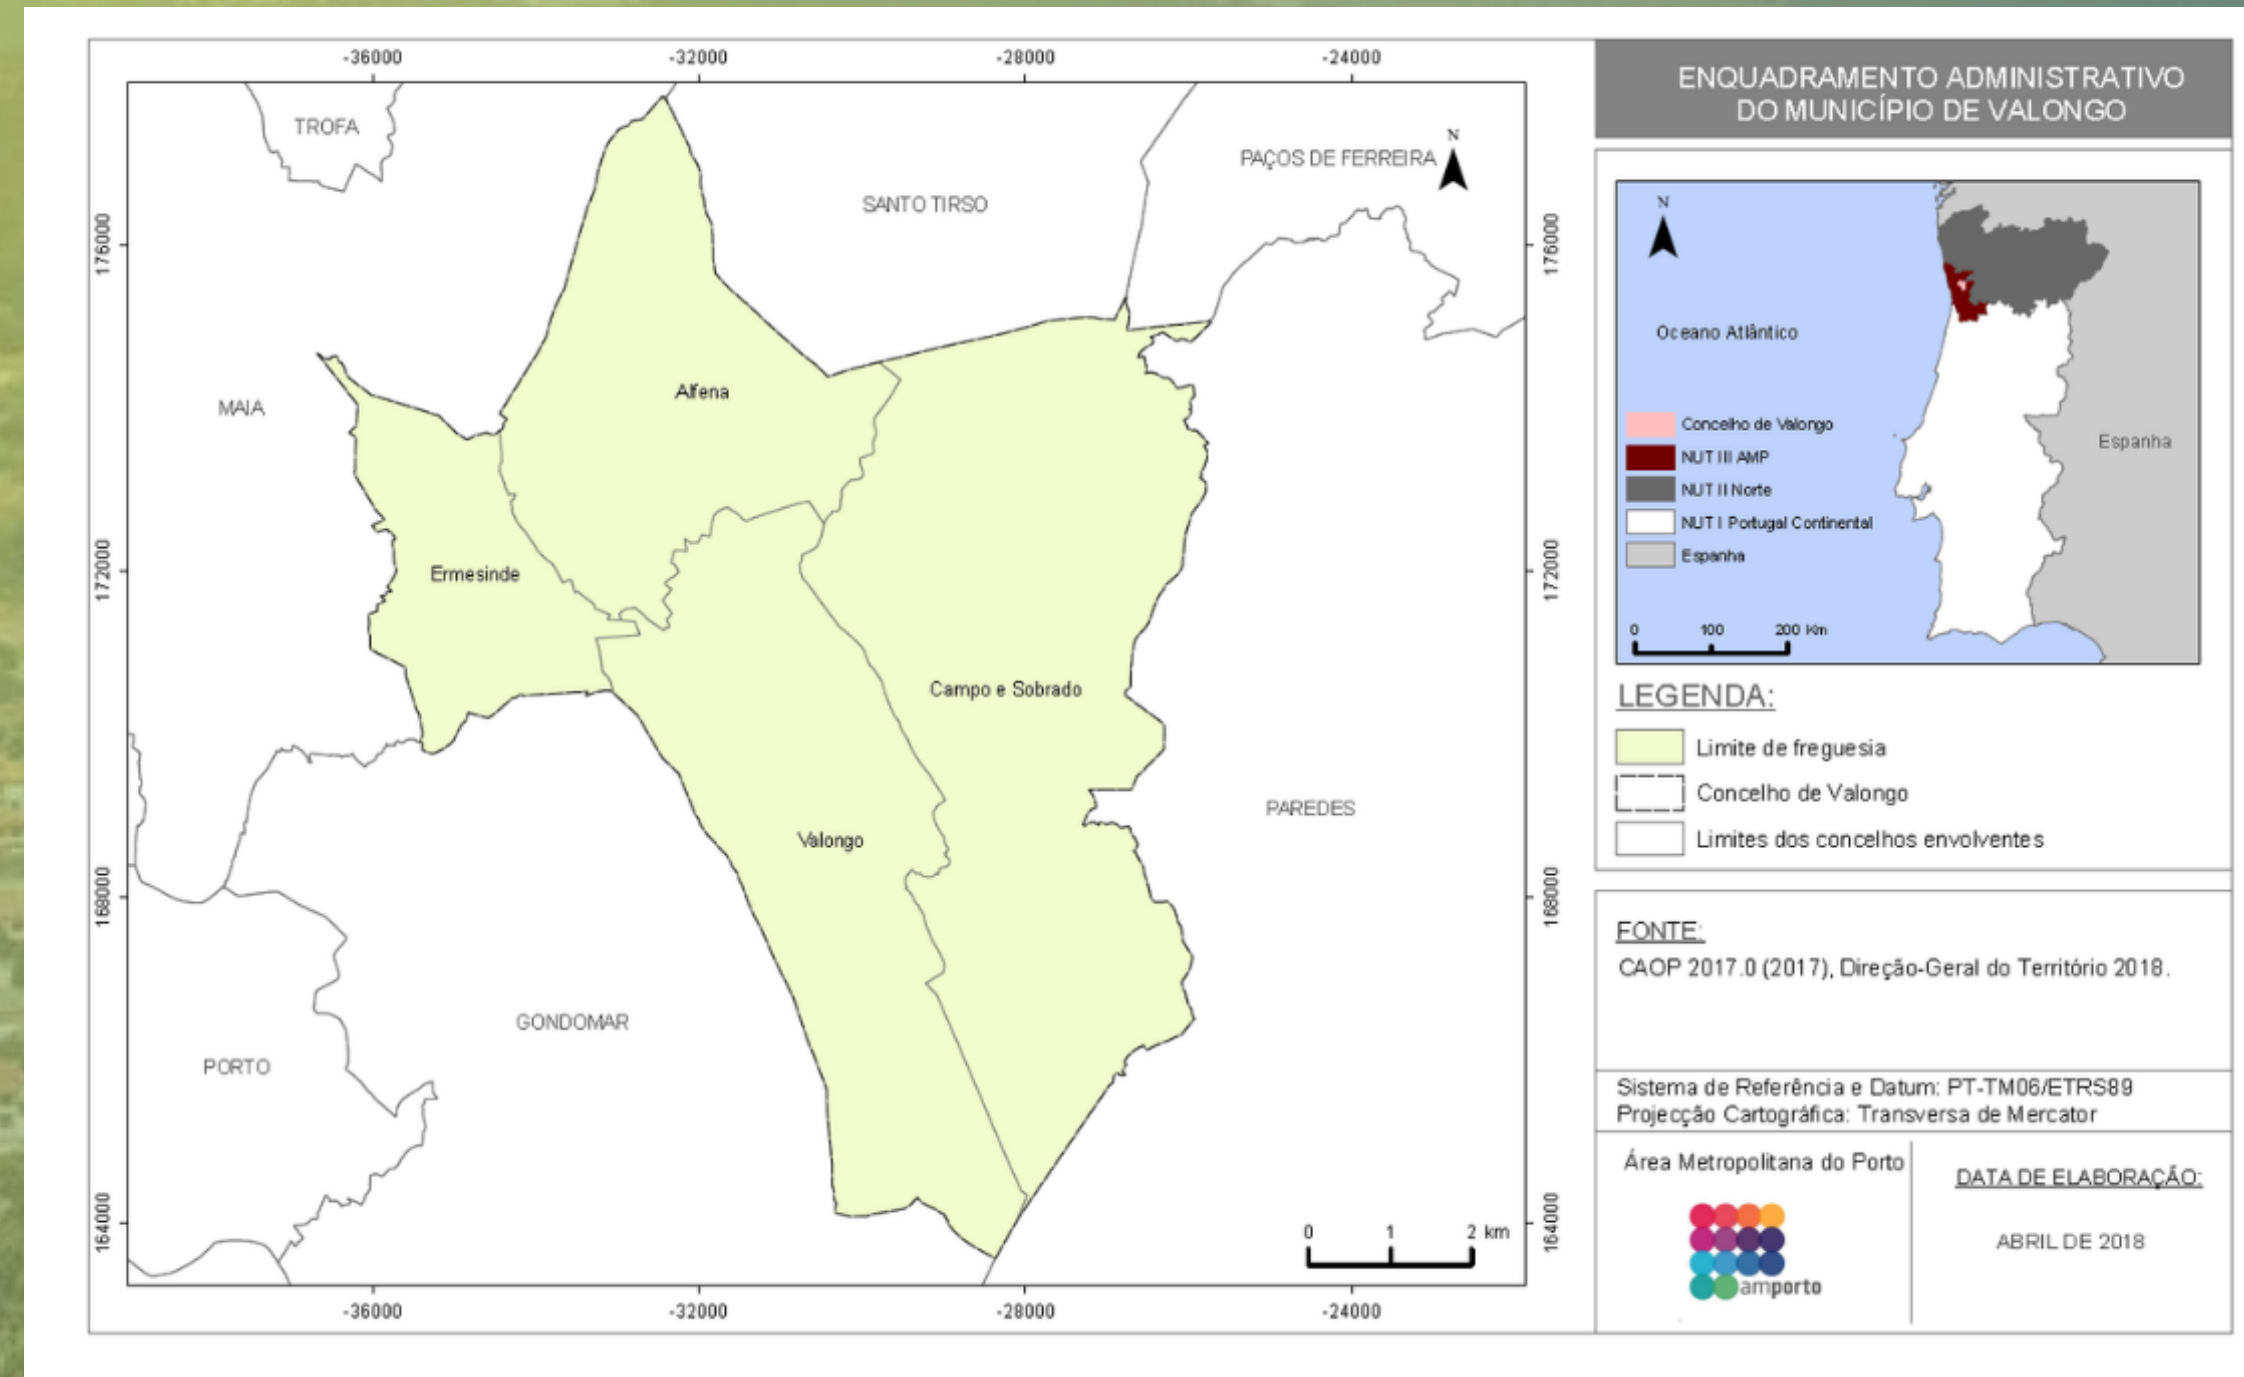 -36000
-32000
-28000
-24000
TROFA
PAÇOS DE FERREIRA
N
SANTO TIRSO
176000
176000
MAIA
Alfena
172000
172000
Ermesinde
Campo e Sobrado
PAREDES
Valongo
168000
168000
GONDOMAR
PORTO
164000
164000
0 1 2 km
-36000
-32000
-28000
-24000
ENQUADRAMENTO ADMINISTRATIVO
DO MUNICÍPIO DE VALONGO
N
Oceano Atlântico
Espanha
Concelho de Valongo
NUT III AMP
NUT II Norte
NUT I Portugal Continental
Espanha
0 100 200 Km
LEGENDA:
Limite de freguesia
Concelho de Valongo
Limites dos concelhos envolventes
FONTE:
CAOP 2017.0 (2017), Direção-Geral do Território 2018.
Sistema de Referência e Datum: PT-TM06/ETRS89
Projecção Cartográfica: Transversa de Mercator
Área Metropolitana do Porto
amporto
DATA DE ELABORAÇÃO:
ABRIL DE 2018